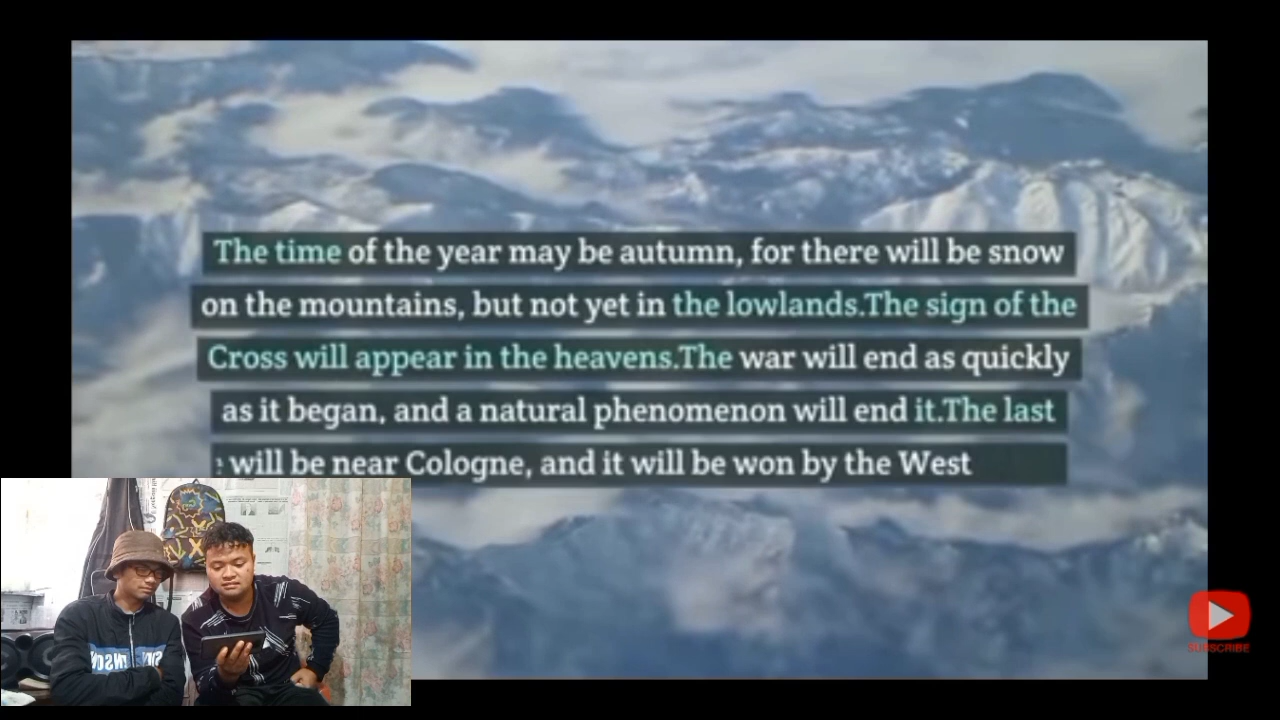 The time of the year may be autumn, for there will be snow
on the mountains, but not yet in the lowlands.The sign of the
Cross will appear in the heavens.The war will end as quickly
as it began, and a natural phenomenon will end it.The last
will be near Cologne, and it will be won by the West
SUBSCRIBE